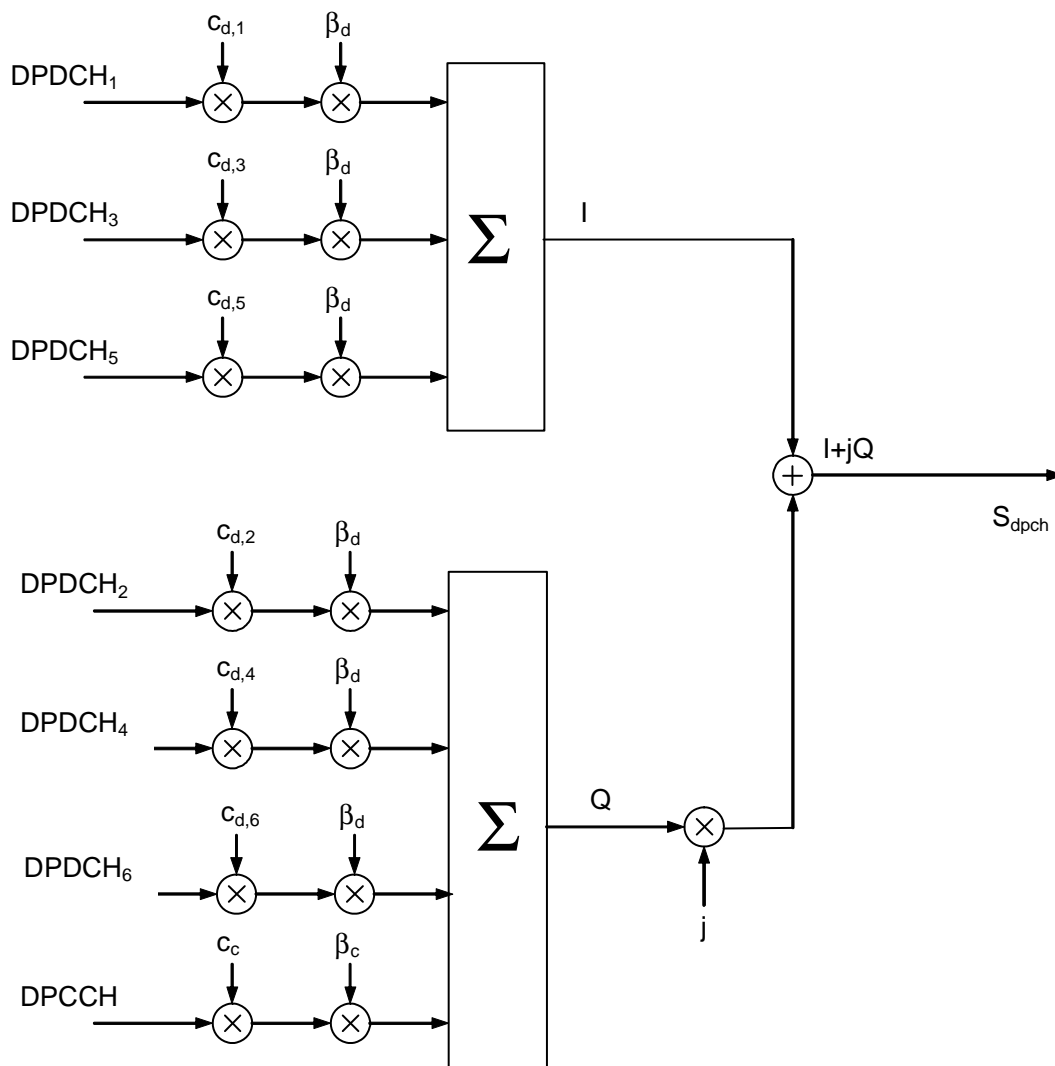 c_d,1 β_d
DPDCH_1
c_d,3 β_d
DPDCH_3
Σ I
c_d,5 β_d
DPDCH_5
I+jQ
S_dpch
c_d,2 β_d
DPDCH_2
c_d,4 β_d
DPDCH_4
Σ Q
c_d,6 β_d
DPDCH_6
j
c_c β_c
DPCCH